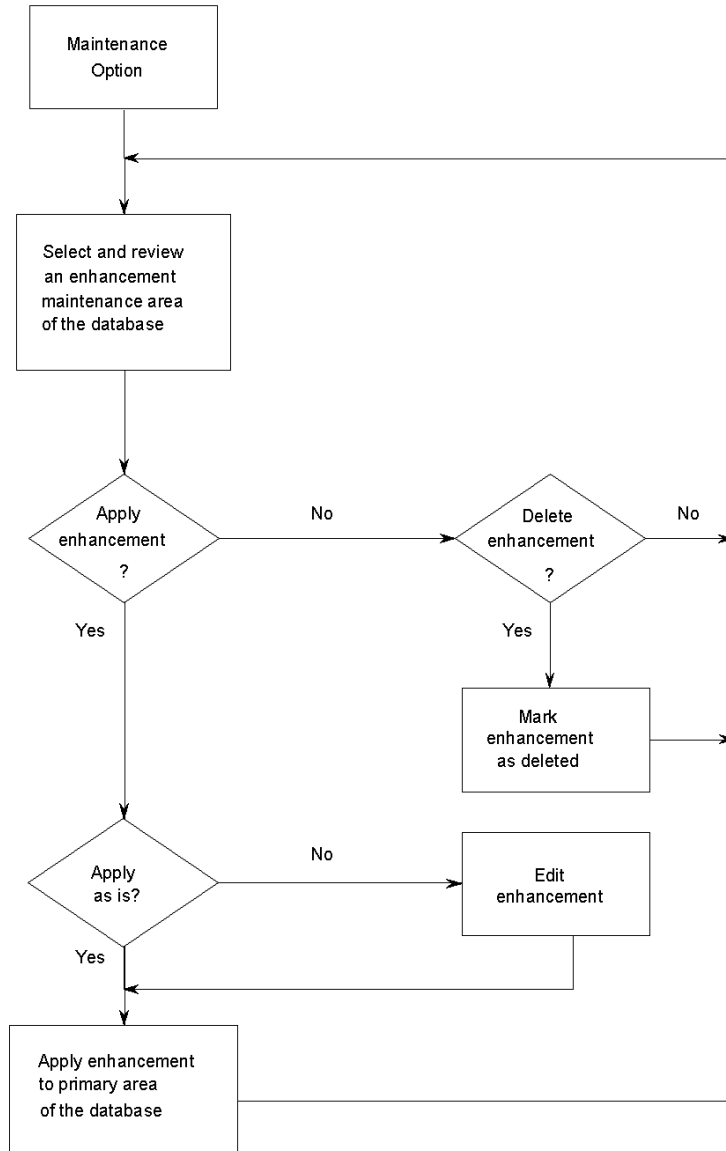 Maintenance
Option
Select and review
an enhancement
maintenance area
of the database
Apply
enhancement
?
No
Delete
enhancement
?
No
Yes
Yes
Mark
enhancement
as deleted
Apply
as is?
No
Edit
enhancement
Yes
Apply enhancement
to primary area
of the database